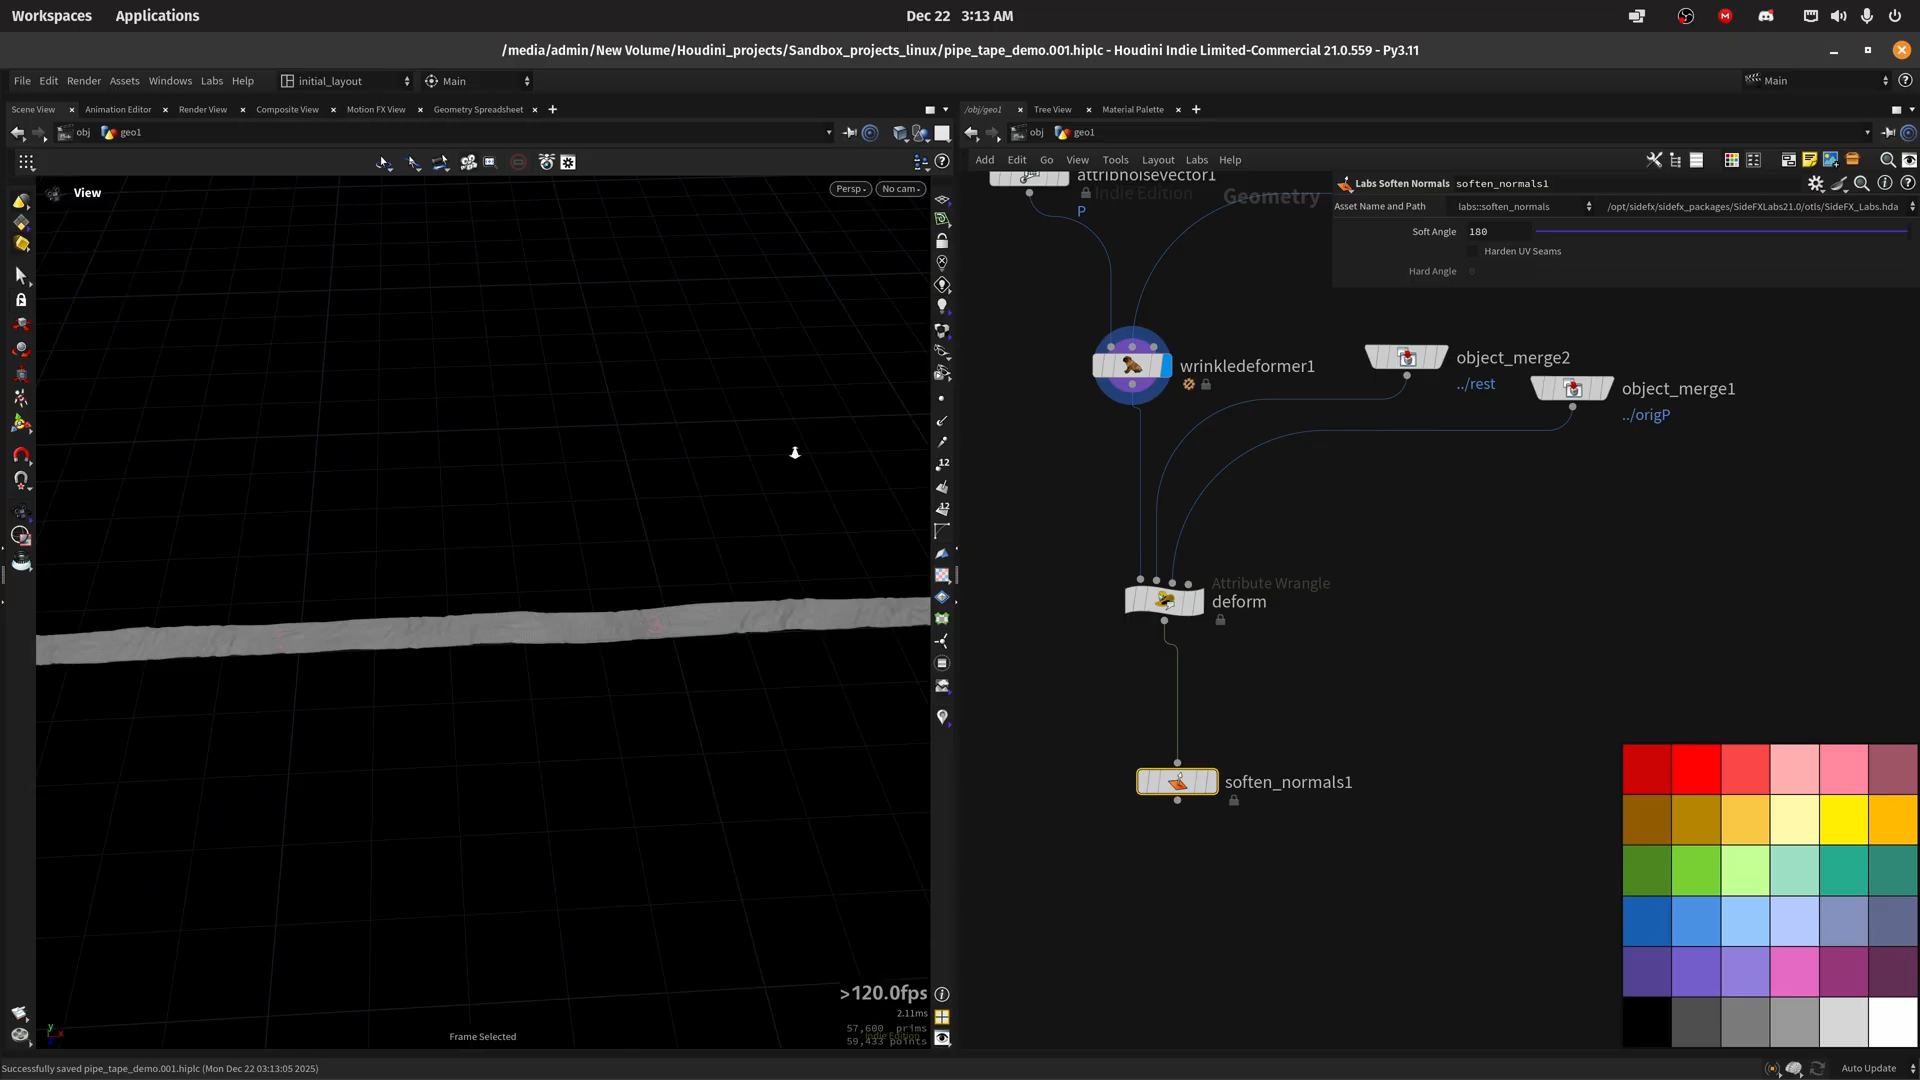 Workspaces Applications Dec 22 3:13 AM
/media/admin/New Volume/Houdini_projects/Sandbox_projects_linux/pipe_tape_demo.001.hiplc - Houdini Indie Limited-Commercial 21.0.559 - Py3.11
File Edit Render Assets Windows Labs Help initial_layout Main Main
Scene View Animation Editor Render View Composite View Motion FX View Geometry Spreadsheet
/obj/geo1 Tree View Material Palette
obj geo1
obj geo1
Add Edit Go View Tools Layout Labs Help
View Persp No cam
attribnoisevector1
Indie Edition
P
Geometry
Labs Soften Normals soften_normals1
Asset Name and Path labs::soften_normals /opt/sidefx/sidefx_packages/SideFXLabs21.0/otls/SideFX_Labs.hda
Soft Angle 180
Harden UV Seams
Hard Angle 0
wrinkledeformer1
object_merge2
../rest
object_merge1
../origP
Attribute Wrangle
deform
soften_normals1
12
12
>120.0fps
2.11ms
57,600 prims
59,433 points
Indie Edition
Frame Selected
y
x
Successfully saved pipe_tape_demo.001.hiplc (Mon Dec 22 03:13:05 2025)
Auto Update